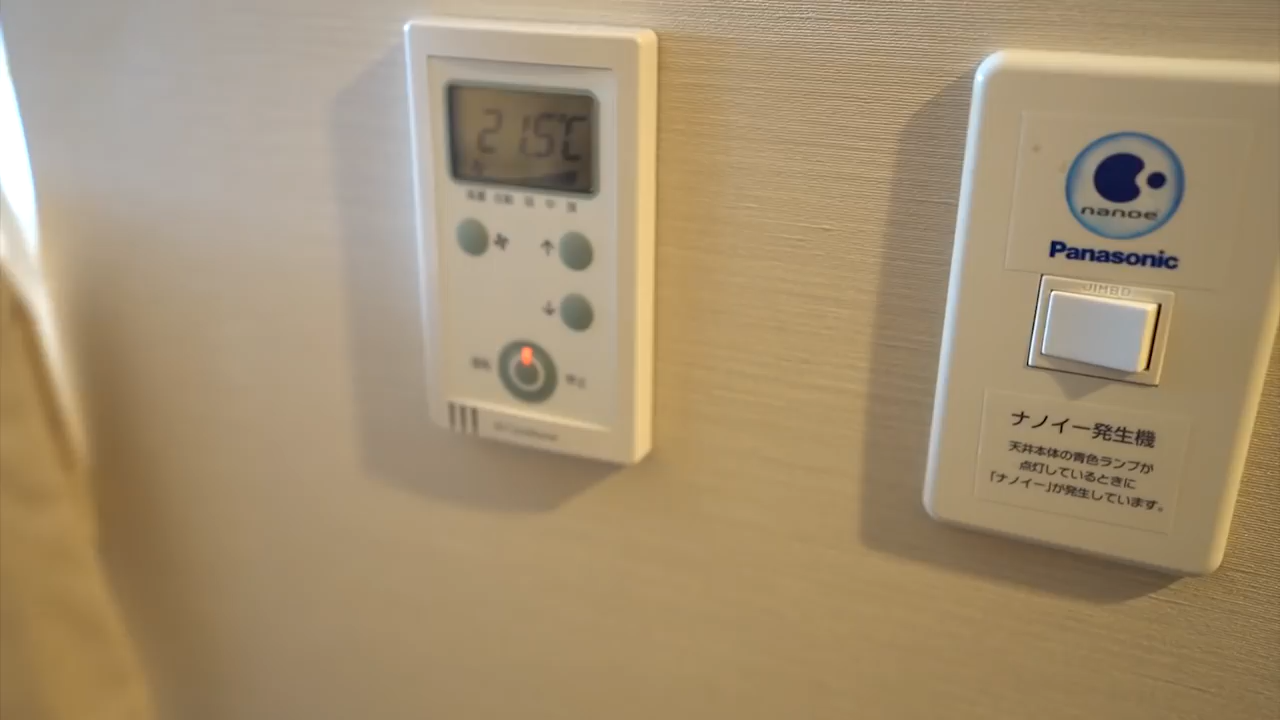 21.5℃
nanoe
Panasonic
JIMBO
ナノイー発生機
天井本体の青色ランプが
点灯しているときに
「ナノイー」が発生しています。